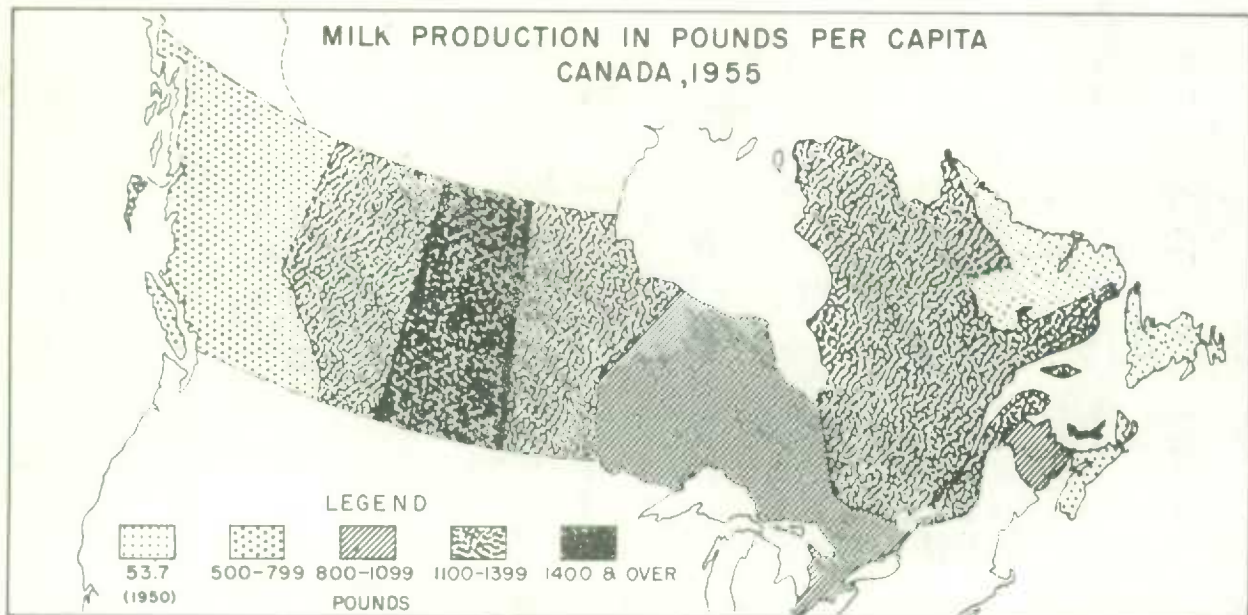 MILK PRODUCTION IN POUNDS PER CAPITA
CANADA, 1955
LEGEND
53.7 500-799 800-1099 1100-1399 1400 & OVER
(1950) POUNDS